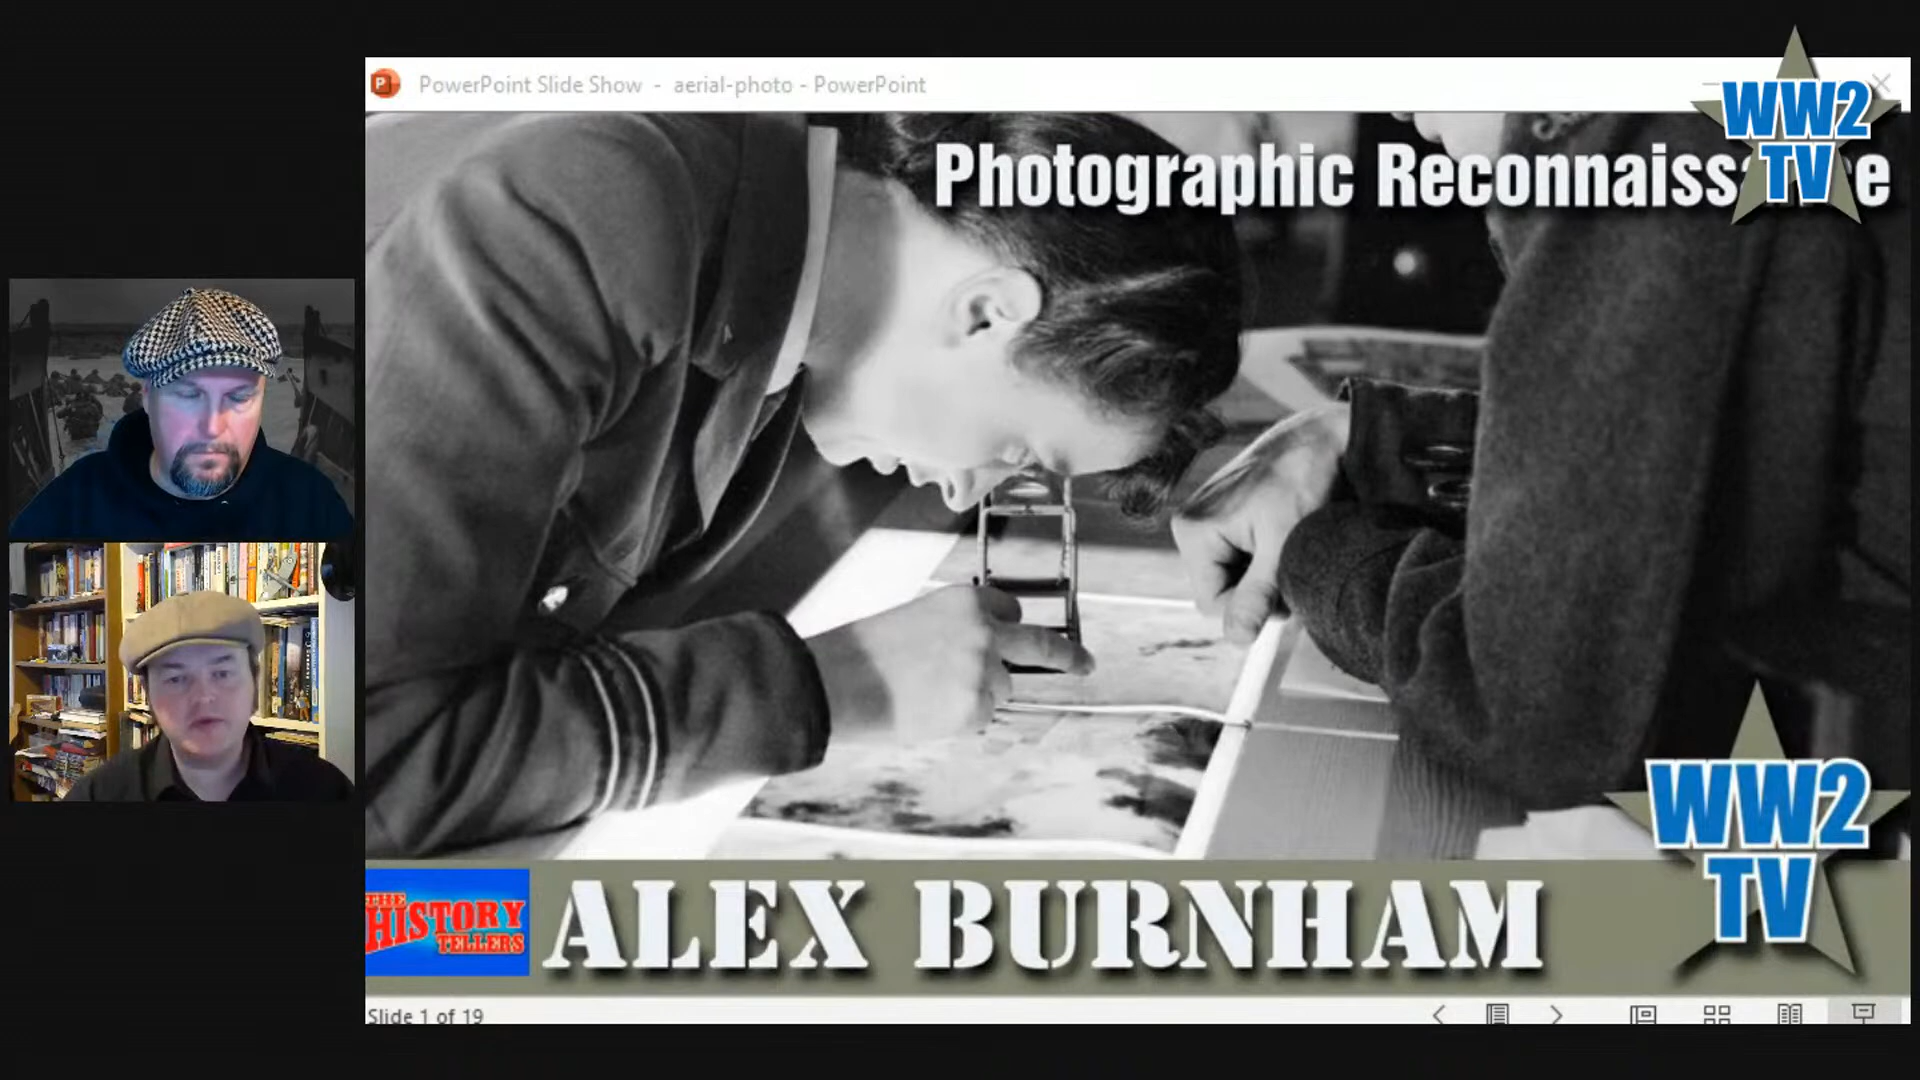 PowerPoint Slide Show - aerial-photo - PowerPoint
WW2
TV
Photographic Reconnaiss e
WW2
TV
THE
HISTORY
TELLERS
ALEX BURNHAM
Slide 1 of 19